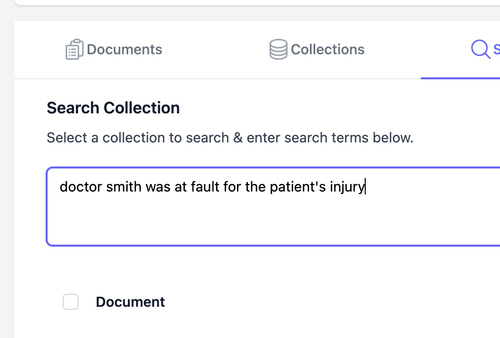 Documents
Collections
S
Search Collection
Select a collection to search & enter search terms below.
doctor smith was at fault for the patient's injury
Document